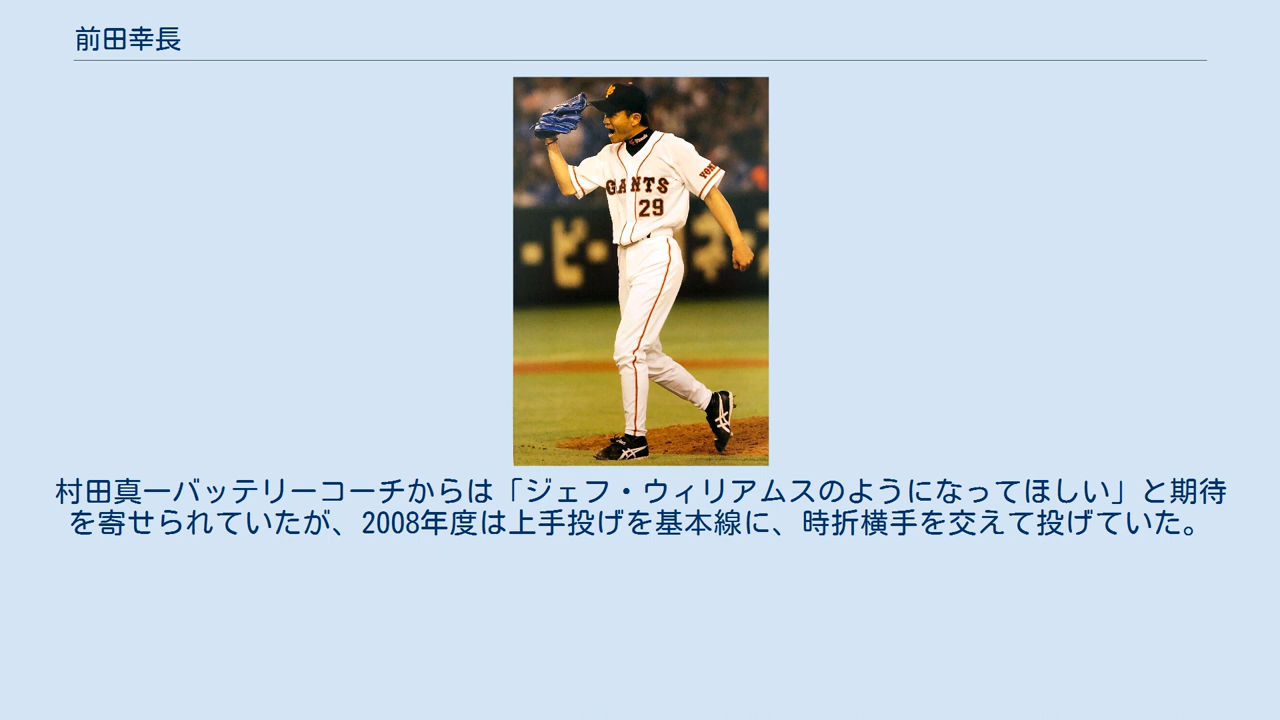 前田幸長
GIANTS
29
村田真一バッテリーコーチからは「ジェフ・ウィリアムスのようになってほしい」と期待
を寄せられていたが、2008年度は上手投げを基本線に、時折横手を交えて投げていた。